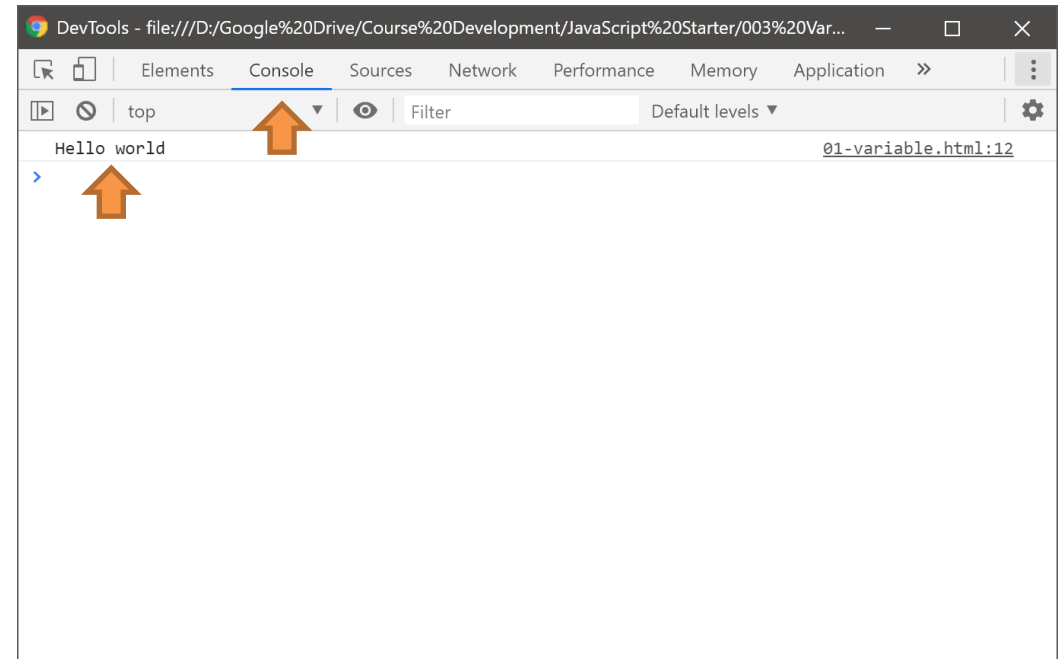 DevTools - file:///D:/Google%20Drive/Course%20Development/JavaScript%20Starter/003%20Var...
Elements Console Sources Network Performance Memory Application »
top Filter Default levels ▼
Hello world 01-variable.html:12
>